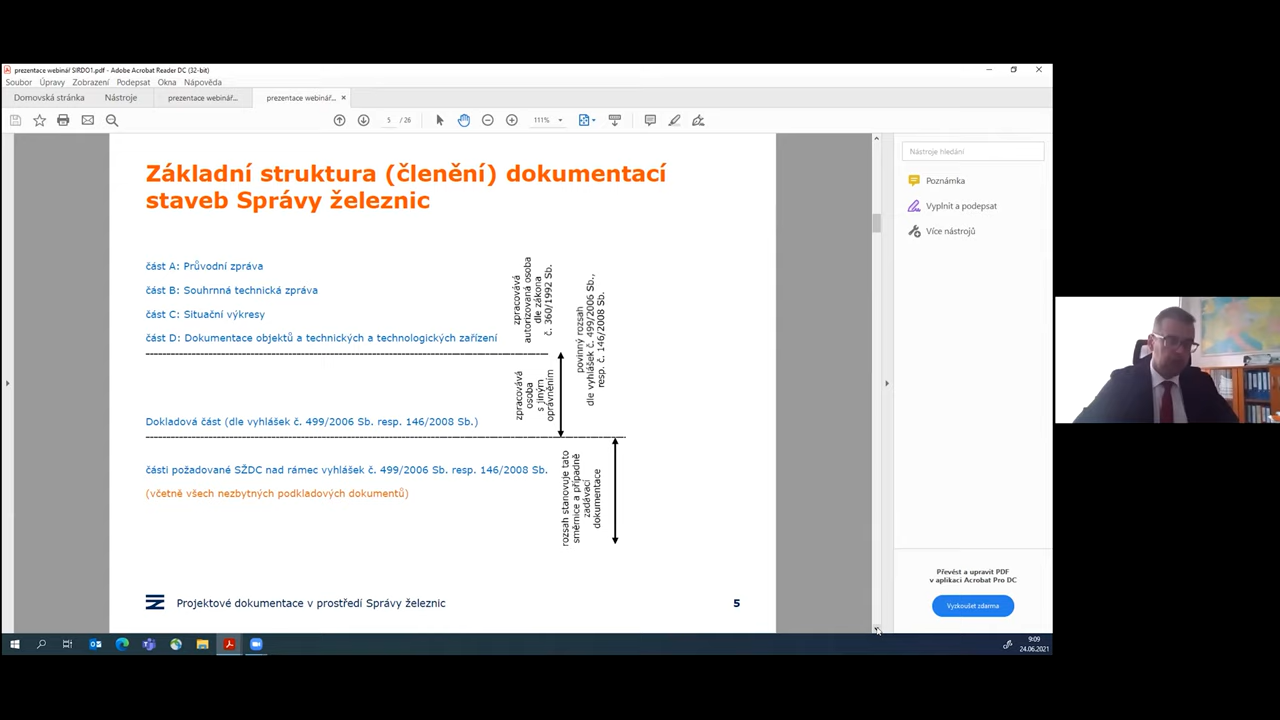 prezentace webinář SIRDO1.pdf - Adobe Acrobat Reader DC (32-bit)
Soubor Úpravy Zobrazení Podepsat Okna Nápověda
Domovská stránka Nástroje prezentace webinář... prezentace webinář... ×
5 / 26 111%
Základní struktura (členění) dokumentací
staveb Správy železnic
část A: Průvodní zpráva
část B: Souhrnná technická zpráva
část C: Situační výkresy
část D: Dokumentace objektů a technických a technologických zařízení
zpracovává
autorizovaná osoba
dle zákona
č. 360/1992 Sb.
povinný rozsah
dle vyhlášek č. 499/2006 Sb.,
resp. č. 146/2008 Sb.
zpracovává
osoba
s jiným
oprávněním
Dokladová část (dle vyhlášek č. 499/2006 Sb. resp. 146/2008 Sb.)
části požadované SŽDC nad rámec vyhlášek č. 499/2006 Sb. resp. 146/2008 Sb.
(včetně všech nezbytných podkladových dokumentů)
rozsah stanovuje tato
směrnice a případně
zadávací
dokumentace
Projektové dokumentace v prostředí Správy železnic
5
Nástroje hledání
Poznámka
Vyplnit a podepsat
Více nástrojů
Převést a upravit PDF
v aplikaci Acrobat Pro DC
Vyzkoušet zdarma
9:09
24.06.2021